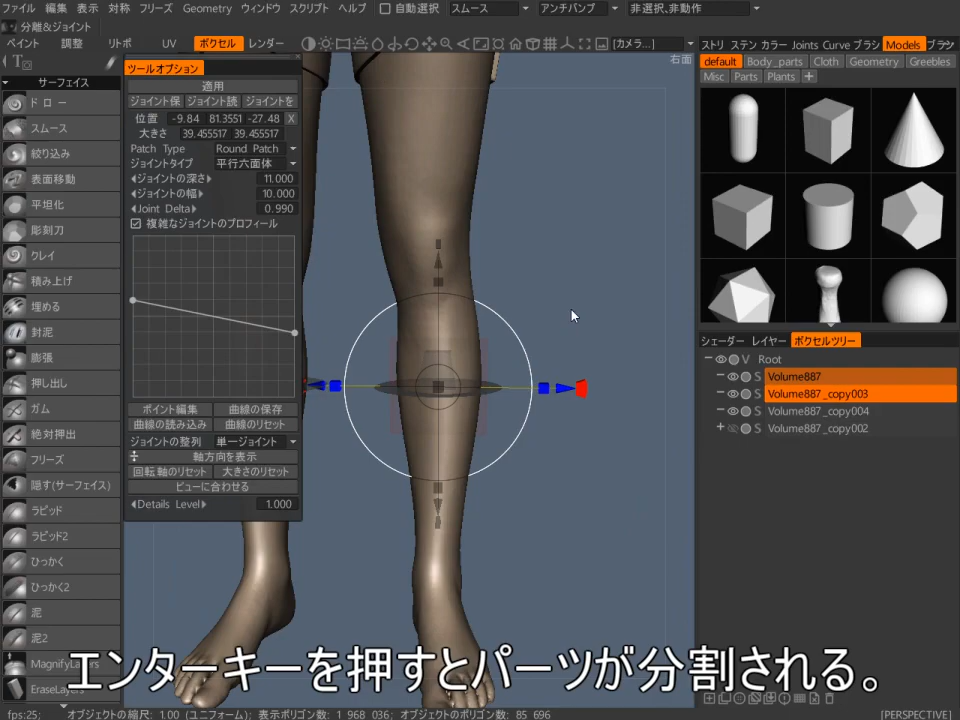 ファイル 編集 表示 対称 フリーズ Geometry ウィンドウ スクリプト ヘルプ 自動選択 スムース アンチバンプ 非選択,非動作
分離&ジョイント
ペイント 調整 リトポ UV ボクセル レンダー [カメラ...]
右面
ストリ ステン カラー Joints Curve ブラシ Models ブラシ
default Body_parts Cloth Geometry Greebles
Misc Parts Plants +
サーフェイス
ドロー
スムース
絞り込み
表面移動
平坦化
彫刻刀
クレイ
積み上げ
埋める
封泥
膨張
押し出し
ガム
絶対押出
フリーズ
隠す(サーフェイス)
ラピッド
ラピッド2
ひっかく
ひっかく2
泥
泥2
MagnifyLayers
EraseLayers
ツールオプション
適用
ジョイント保 ジョイント読 ジョイントを
位置 -9.84 81.3551 -27.48 X
大きさ 39.455517 39.455517
Patch Type Round Patch
ジョイントタイプ 平行六面体
ジョイントの深さ 11.000
ジョイントの幅 10.000
Joint Delta 0.990
複雑なジョイントのプロフィール
ポイント編集 曲線の保存
曲線の読み込み 曲線のリセット
ジョイントの整列 単一ジョイント
軸方向を表示
回転軸のリセット 大きさのリセット
ビューに合わせる
Details Level 1.000
シェーダー レイヤー ボクセルツリー
V Root
S Volume887
S Volume887_copy003
S Volume887_copy004
S Volume887_copy002
エンターキーを押すとパーツが分割される。
fps:25; オブジェクトの縮尺: 1.00 (ユニフォーム); 表示ポリゴン数: 1 968 036; オブジェクトのポリゴン数: 85 696 [PERSPECTIVE]